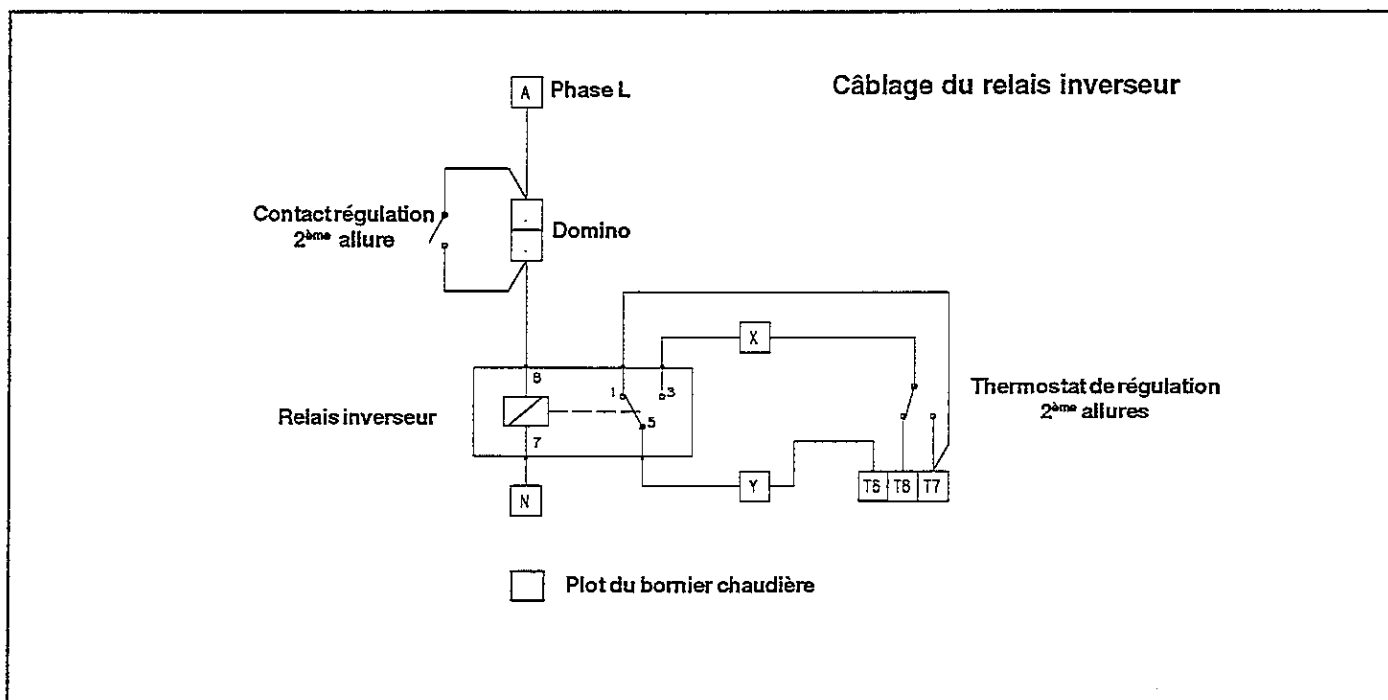 Câblage du relais inverseur
A Phase L
Contact régulation
2ème allure
Domino
X
8
1
3
Relais inverseur
5
7
Thermostat de régulation
2ème allures
N
Y
T6 T8 T7
Plot du bornier chaudière